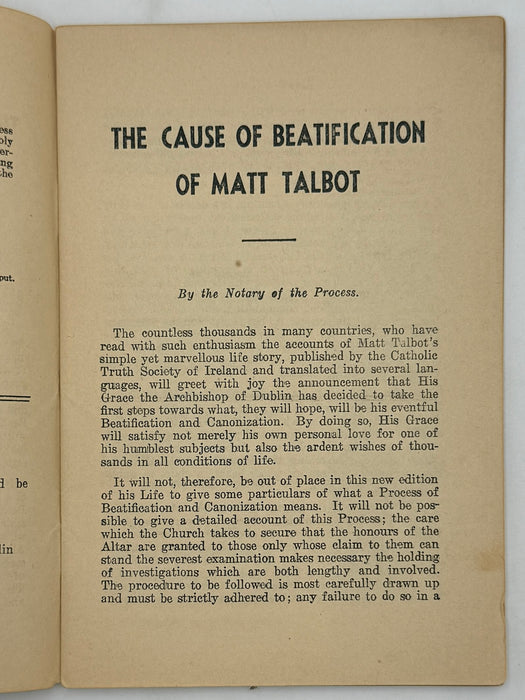 ess
bly
er-
ng
the
put.
d be
lin
THE CAUSE OF BEATIFICATION
OF MATT TALBOT
By the Notary of the Process.
The countless thousands in many countries, who have
read with such enthusiasm the accounts of Matt Talbot's
simple yet marvellous life story, published by the Catholic
Truth Society of Ireland and translated into several lan-
guages, will greet with joy the announcement that His
Grace the Archbishop of Dublin has decided to take the
first steps towards what, they will hope, will be his eventful
Beatification and Canonization. By doing so, His Grace
will satisfy not merely his own personal love for one of
his humblest subjects but also the ardent wishes of thou-
sands in all conditions of life.
It will not, therefore, be out of place in this new edition
of his Life to give some particulars of what a Process of
Beatification and Canonization means. It will not be pos-
sible to give a detailed account of this Process; the care
which the Church takes to secure that the honours of the
Altar are granted to those only whose claim to them can
stand the severest examination makes necessary the holding
of investigations which are both lengthy and involved.
The procedure to be followed is most carefully drawn up
and must be strictly adhered to; any failure to do so in a